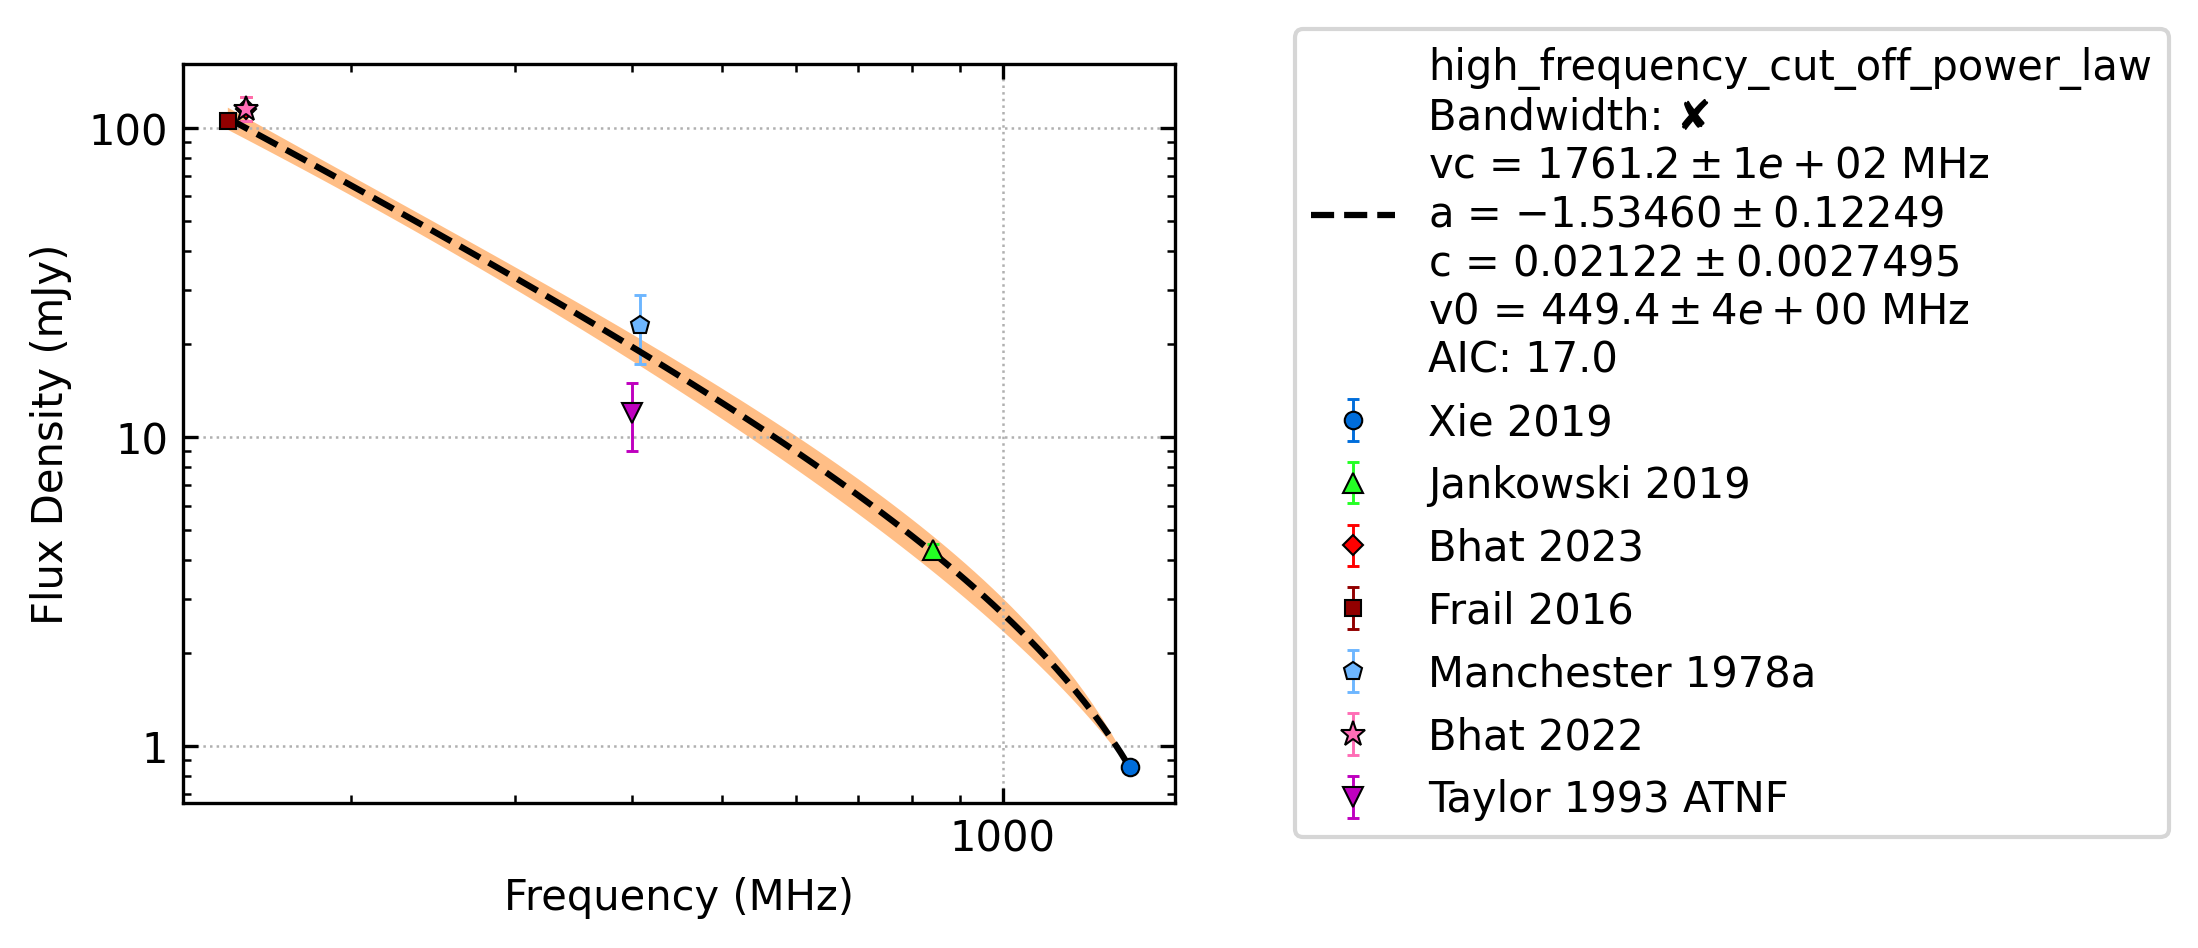 100
10
1
1000
Flux Density (mJy)
Frequency (MHz)
high_frequency_cut_off_power_law
Bandwidth: ✘
vc = 1761.2 ± 1e + 02 MHz
a = −1.53460 ± 0.12249
c = 0.02122 ± 0.0027495
v0 = 449.4 ± 4e + 00 MHz
AIC: 17.0
Xie 2019
Jankowski 2019
Bhat 2023
Frail 2016
Manchester 1978a
Bhat 2022
Taylor 1993 ATNF